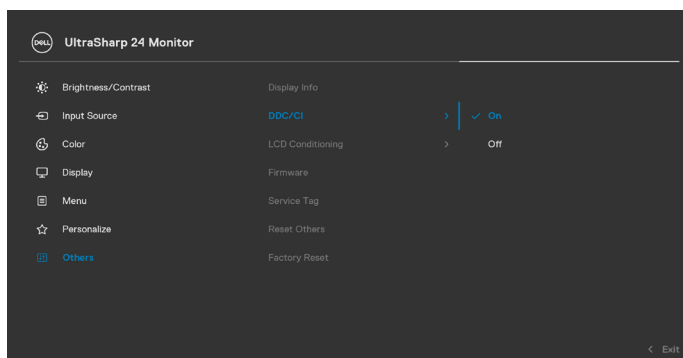 DELL UltraSharp 24 Monitor
Brightness/Contrast Display Info
Input Source DDC/CI > ✓ On
Color LCD Conditioning > Off
Display Firmware
Menu Service Tag
Personalize Reset Others
Others Factory Reset
< Exit